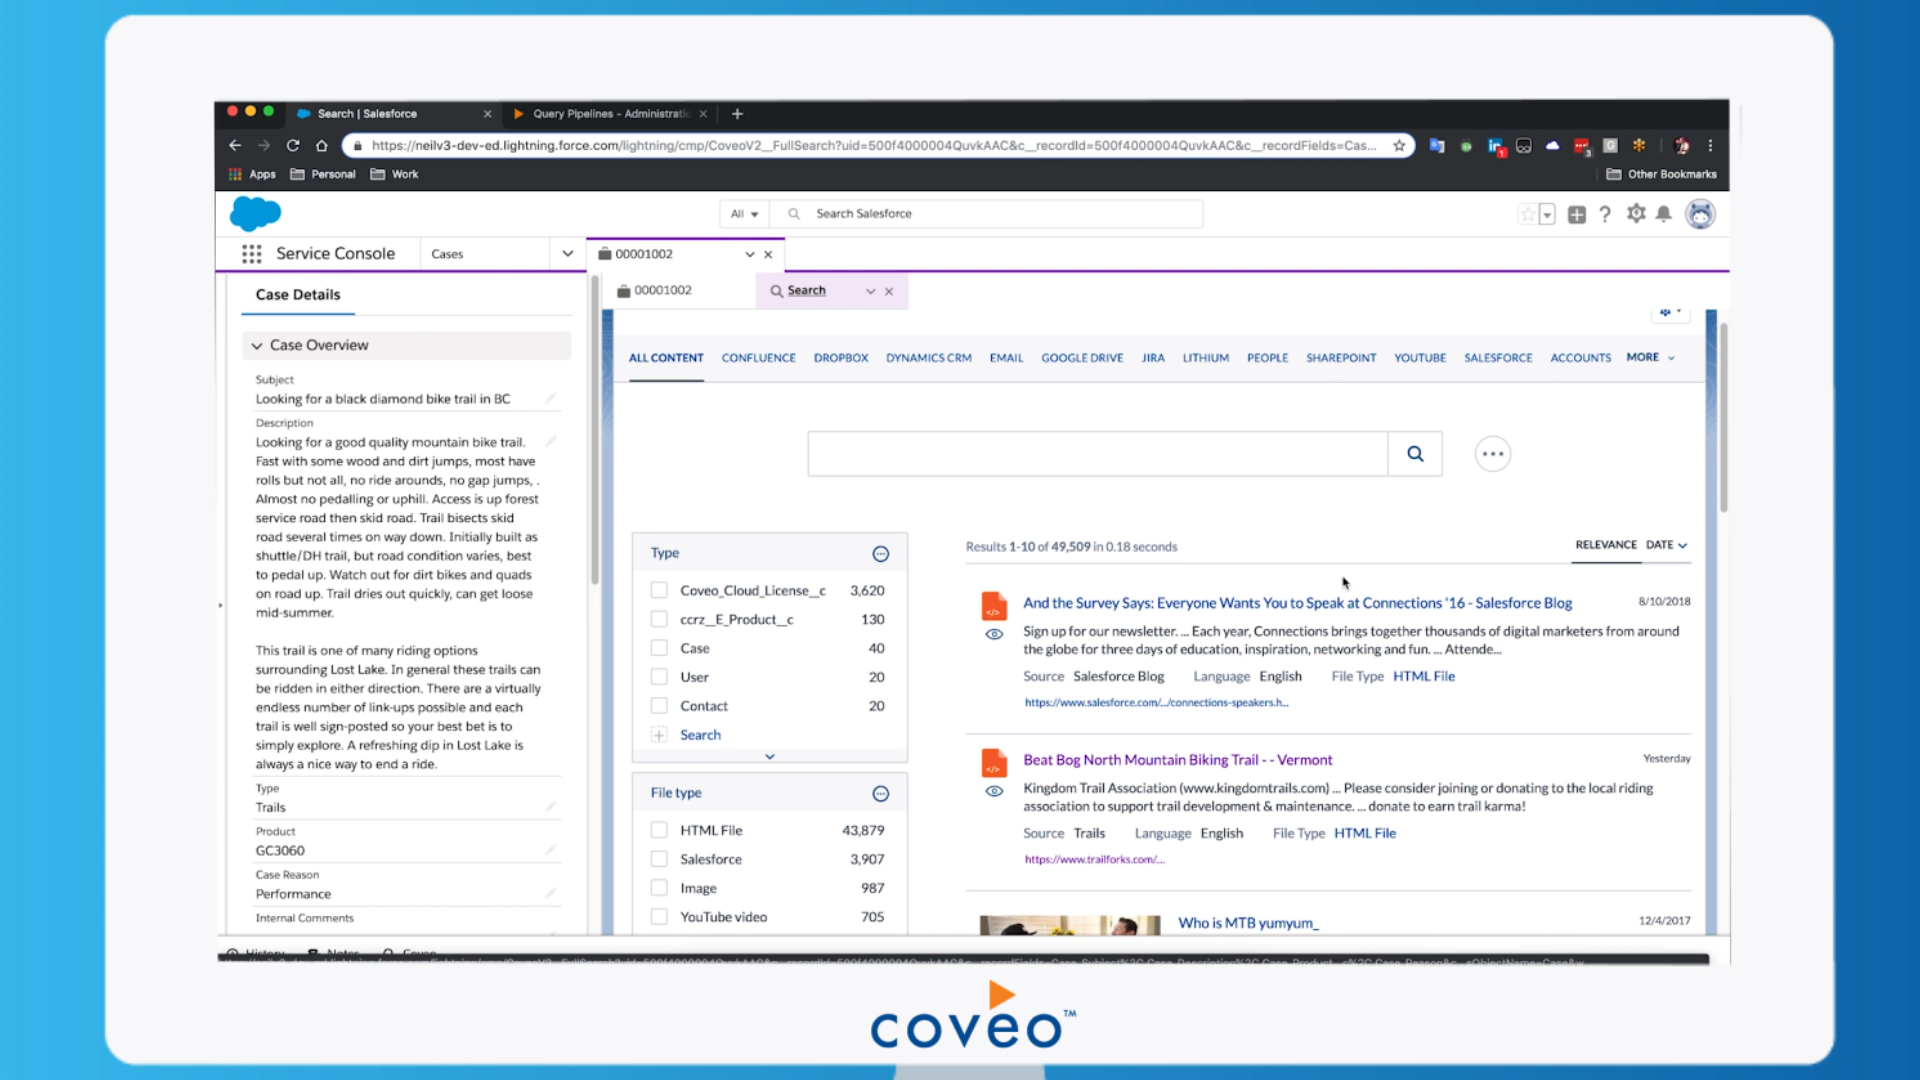 Search | Salesforce
Query Pipelines - Administratio
https://neilv3-dev-ed.lightning.force.com/lightning/cmp/CoveoV2__FullSearch?uid=500f4000004QuvkAAC&c__recordId=500f4000004QuvkAAC&c__recordFields=Cas...
Apps Personal Work Other Bookmarks
All Search Salesforce
Service Console Cases 00001002
Case Details
00001002 Search
Case Overview
Subject
Looking for a black diamond bike trail in BC
Description
Looking for a good quality mountain bike trail.
Fast with some wood and dirt jumps, most have
rolls but not all, no ride arounds, no gap jumps, .
Almost no pedalling or uphill. Access is up forest
service road then skid road. Trail bisects skid
road several times on way down. Initially built as
shuttle/DH trail, but road condition varies, best
to pedal up. Watch out for dirt bikes and quads
on road up. Trail dries out quickly, can get loose
mid-summer.
This trail is one of many riding options
surrounding Lost Lake. In general these trails can
be ridden in either direction. There are a virtually
endless number of link-ups possible and each
trail is well sign-posted so your best bet is to
simply explore. A refreshing dip in Lost Lake is
always a nice way to end a ride.
Type
Trails
Product
GC3060
Case Reason
Performance
Internal Comments
History Notes Coveo
ALL CONTENT CONFLUENCE DROPBOX DYNAMICS CRM EMAIL GOOGLE DRIVE JIRA LITHIUM PEOPLE SHAREPOINT YOUTUBE SALESFORCE ACCOUNTS MORE
Type
Coveo_Cloud_License__c 3,620
ccrz__E_Product__c 130
Case 40
User 20
Contact 20
Search
File type
HTML File 43,879
Salesforce 3,907
Image 987
YouTube video 705
Results 1-10 of 49,509 in 0.18 seconds
RELEVANCE DATE
And the Survey Says: Everyone Wants You to Speak at Connections '16 - Salesforce Blog 8/10/2018
Sign up for our newsletter. ... Each year, Connections brings together thousands of digital marketers from around
the globe for three days of education, inspiration, networking and fun. ... Attende...
Source Salesforce Blog Language English File Type HTML File
https://www.salesforce.com/.../connections-speakers.h...
Beat Bog North Mountain Biking Trail - - Vermont Yesterday
Kingdom Trail Association (www.kingdomtrails.com) ... Please consider joining or donating to the local riding
association to support trail development & maintenance. ... donate to earn trail karma!
Source Trails Language English File Type HTML File
https://www.trailforks.com/...
Who is MTB yumyum_ 12/4/2017
coveo™